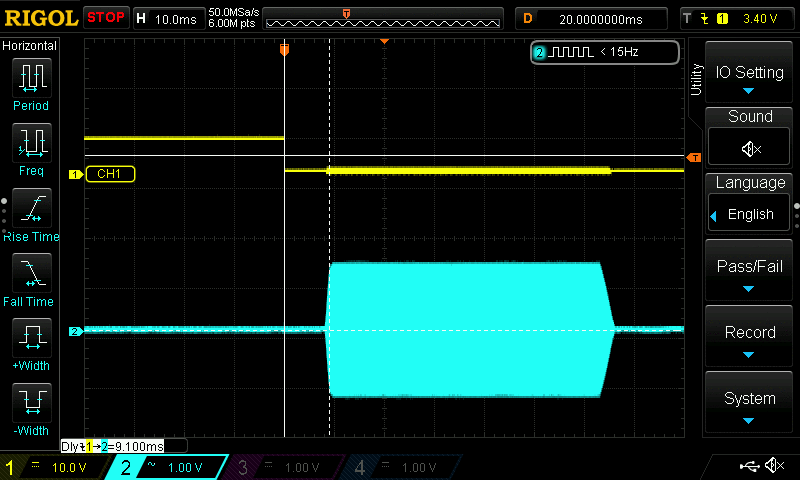 RIGOL STOP H 10.0ms 50.0MSa/s D 20.0000000ms T 1 3.40 V
6.00M pts
T
Horizontal
2 < 15Hz
Period
Freq
Rise Time
Fall Time
+Width
-Width
1 CH1
T
2
Dly 1→2=9.100ms
1 = 10.0 V 2 ~ 1.00 V 3 = 1.00 V 4 = 1.00 V
Utility
IO Setting
Sound
Language
English
Pass/Fail
Record
System